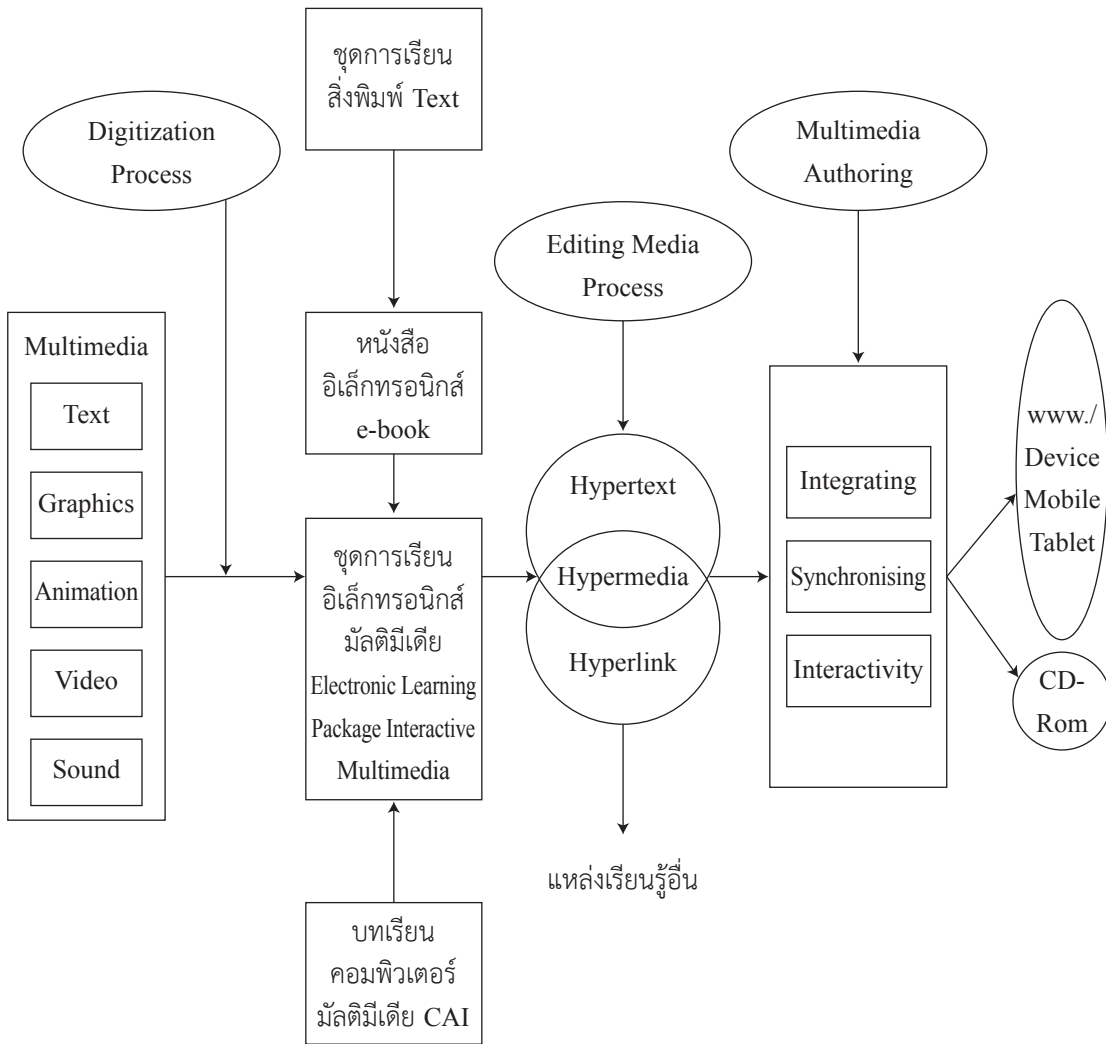 ชุดการเรียน
สิ่งพิมพ์ Text
Digitization
Process
Multimedia
Authoring
Editing Media
Process
Multimedia
Text
Graphics
Animation
Video
Sound
หนังสือ
อิเล็กทรอนิกส์
e-book
ชุดการเรียน
อิเล็กทรอนิกส์
มัลติมีเดีย
Electronic Learning
Package Interactive
Multimedia
บทเรียน
คอมพิวเตอร์
มัลติมีเดีย CAI
Hypertext
Hypermedia
Hyperlink
แหล่งเรียนรู้อื่น
Integrating
Synchronising
Interactivity
www./
Device
Mobile
Tablet
CD-
Rom